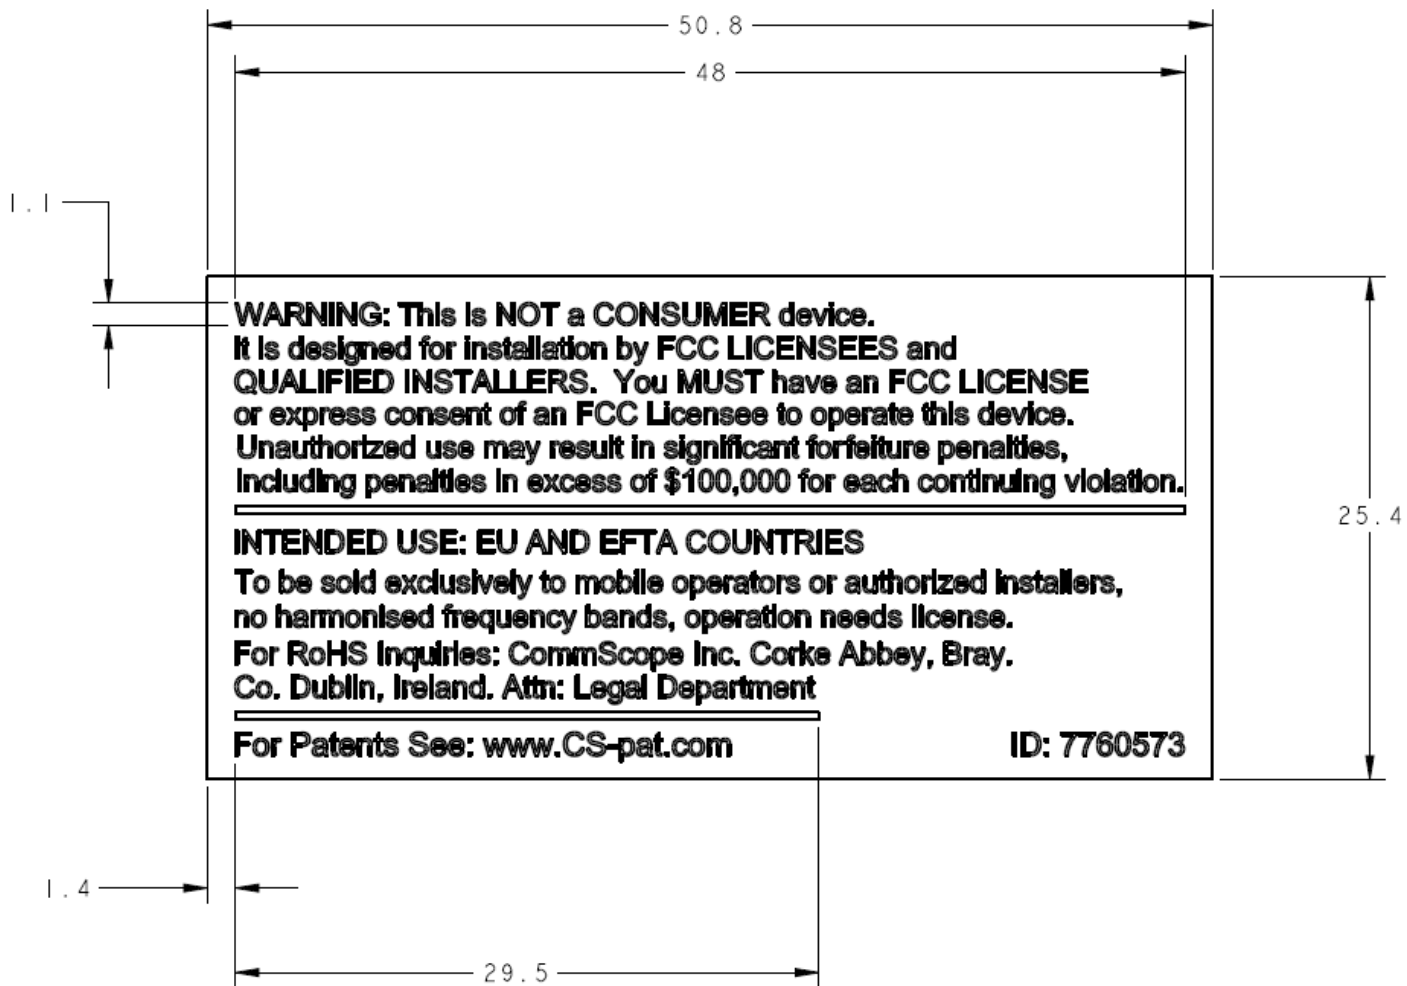 50.8
48
1.1
WARNING: This is NOT a CONSUMER device.
It is designed for installation by FCC LICENSEES and
QUALIFIED INSTALLERS.  You MUST have an FCC LICENSE
or express consent of an FCC Licensee to operate this device.
Unauthorized use may result in significant forfeiture penalties,
including penalties in excess of $100,000 for each continuing violation.
25.4
INTENDED USE: EU AND EFTA COUNTRIES
To be sold exclusively to mobile operators or authorized installers,
no harmonised frequency bands, operation needs license.
For RoHS Inquiries: CommScope Inc. Corke Abbey, Bray.
Co. Dublin, Ireland. Attn: Legal Department
For Patents See: www.CS-pat.com ID: 7760573
1.4
29.5